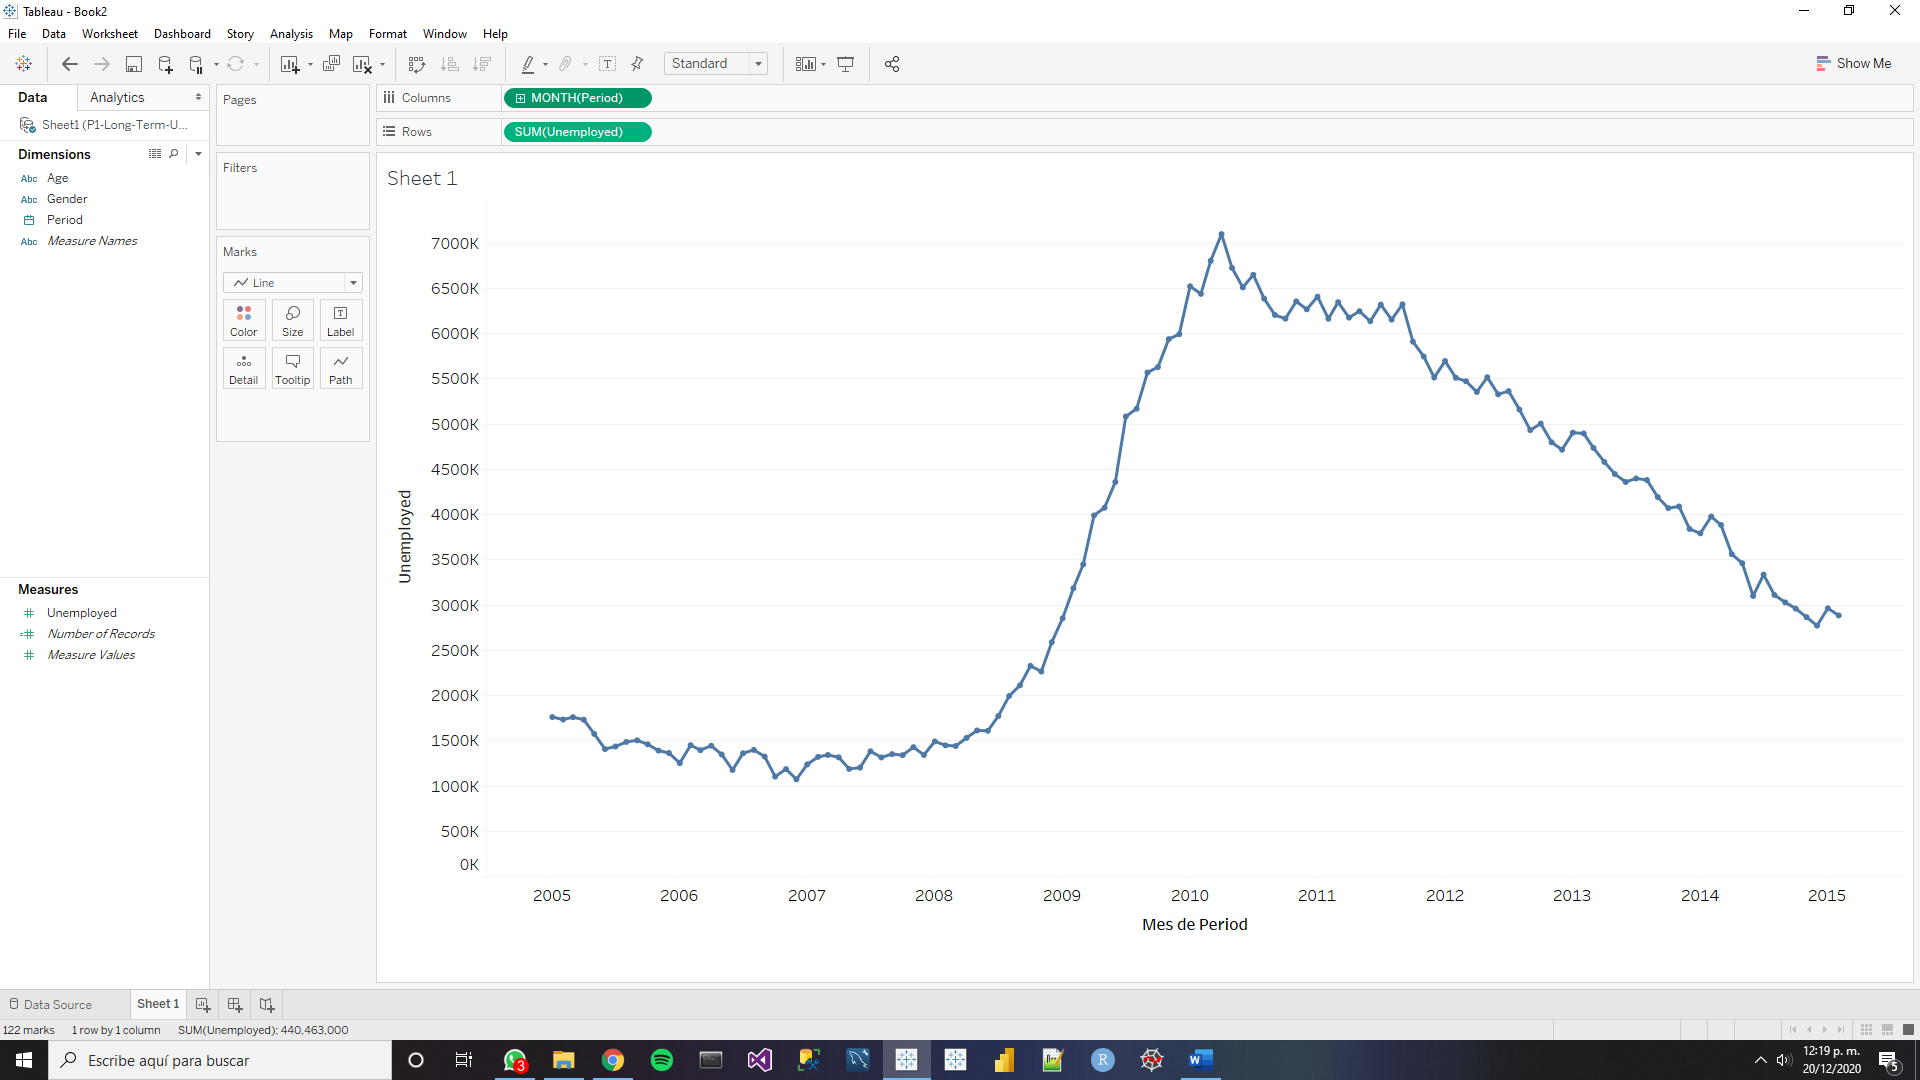 Tableau - Book2
File Data Worksheet Dashboard Story Analysis Map Format Window Help
Standard
Show Me
Data Analytics
Sheet1 (P1-Long-Term-U...
Dimensions
Abc Age
Abc Gender
Period
Abc Measure Names
Measures
Unemployed
Number of Records
Measure Values
Pages
Filters
Marks
Line
Color Size Label
Detail Tooltip Path
Columns MONTH(Period)
Rows SUM(Unemployed)
Sheet 1
Unemployed
7000K
6500K
6000K
5500K
5000K
4500K
4000K
3500K
3000K
2500K
2000K
1500K
1000K
500K
0K
2005 2006 2007 2008 2009 2010 2011 2012 2013 2014 2015
Mes de Period
Data Source Sheet 1
122 marks 1 row by 1 column SUM(Unemployed): 440,463,000
Escribe aquí para buscar
3
12:19 p. m.
20/12/2020
5